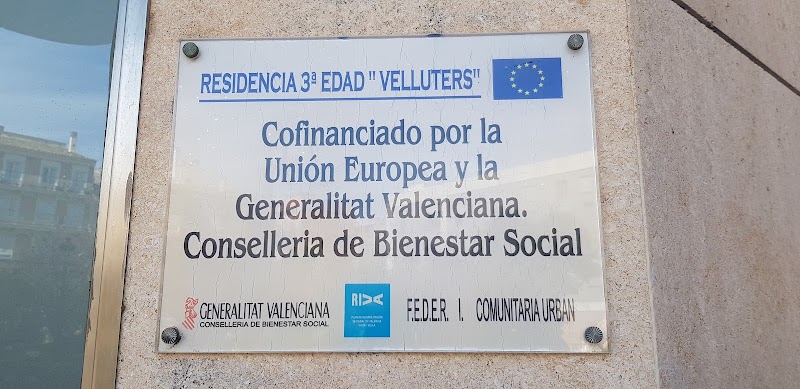 RESIDENCIA 3ª EDAD " VELLUTERS"
Cofinanciado por la
Unión Europea y la
Generalitat Valenciana.
Conselleria de Bienestar Social
GENERALITAT VALENCIANA
CONSELLERIA DE BIENESTAR SOCIAL
RIVA
F.E.D.E.R. I. COMUNITARIA URBAN